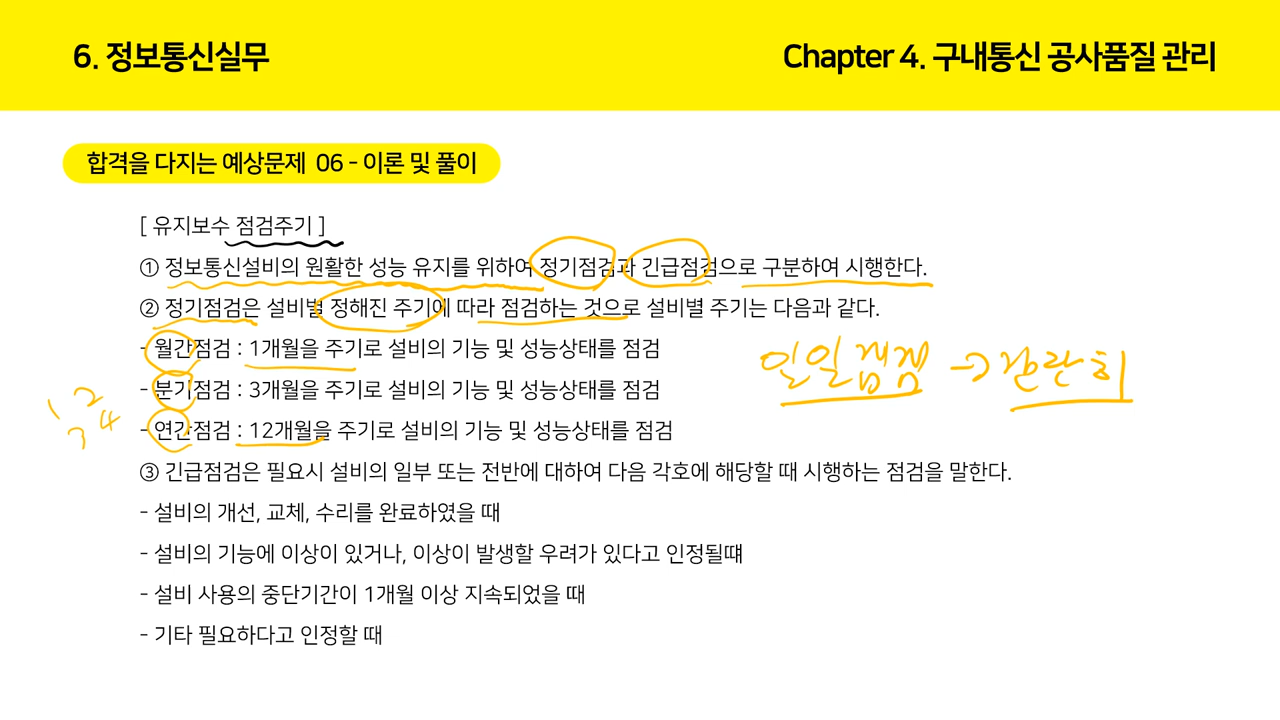 6. 정보통신실무
Chapter 4. 구내통신 공사품질 관리
합격을 다지는 예상문제 06 - 이론 및 풀이
[ 유지보수 점검주기 ]
① 정보통신설비의 원활한 성능 유지를 위하여 정기점검과 긴급점검으로 구분하여 시행한다.
② 정기점검은 설비별 정해진 주기에 따라 점검하는 것으로 설비별 주기는 다음과 같다.
- 월간점검 : 1개월을 주기로 설비의 기능 및 성능상태를 점검
일일점검 →
- 분기점검 : 3개월을 주기로 설비의 기능 및 성능상태를 점검
1 2
3 4
- 연간점검 : 12개월을 주기로 설비의 기능 및 성능상태를 점검
③ 긴급점검은 필요시 설비의 일부 또는 전반에 대하여 다음 각호에 해당할 때 시행하는 점검을 말한다.
- 설비의 개선, 교체, 수리를 완료하였을 때
- 설비의 기능에 이상이 있거나, 이상이 발생할 우려가 있다고 인정될떄
- 설비 사용의 중단기간이 1개월 이상 지속되었을 때
- 기타 필요하다고 인정할 때